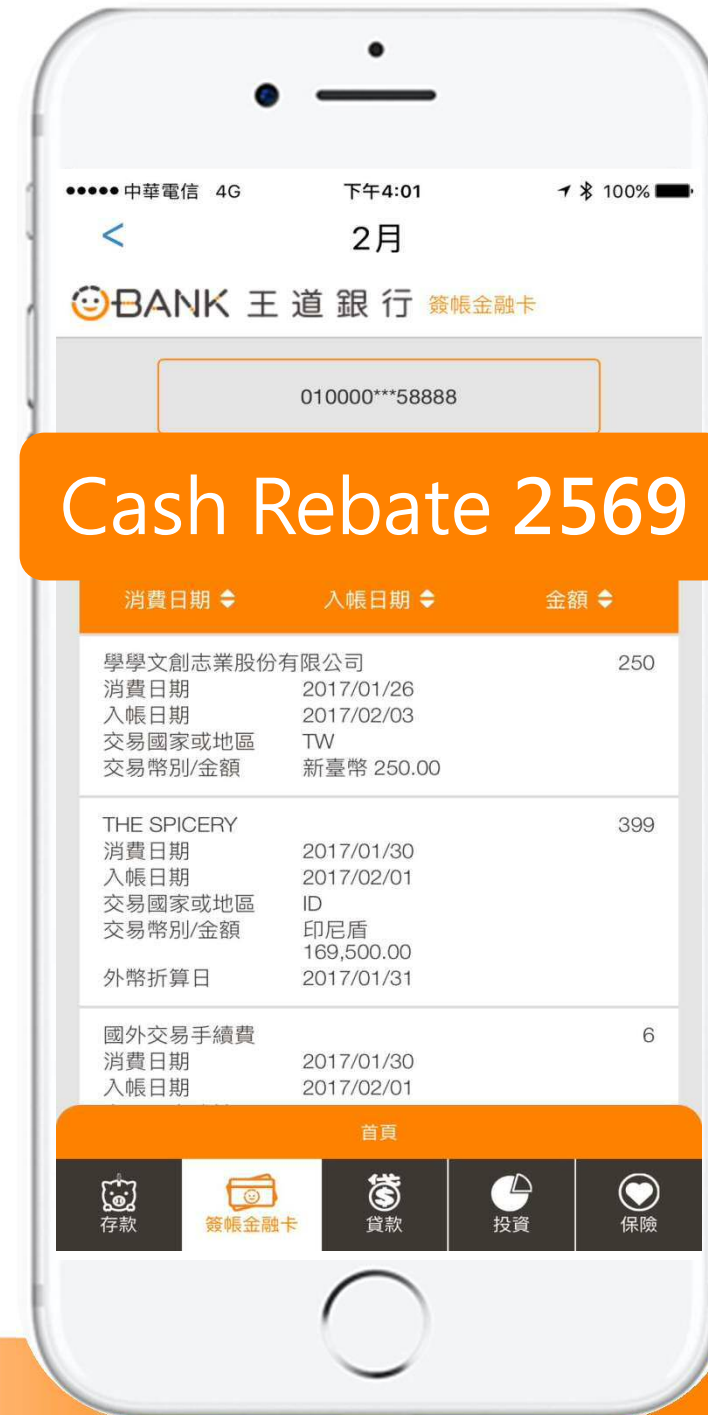 中華電信 4G 下午4:01 100%
< 2月
BANK 王道銀行 簽帳金融卡
010000***58888
Cash Rebate 2569
消費日期 入帳日期 金額
學學文創志業股份有限公司 250
消費日期 2017/01/26
入帳日期 2017/02/03
交易國家或地區 TW
交易幣別/金額 新臺幣 250.00
THE SPICERY 399
消費日期 2017/01/30
入帳日期 2017/02/01
交易國家或地區 ID
交易幣別/金額 印尼盾
169,500.00
外幣折算日 2017/01/31
國外交易手續費 6
消費日期 2017/01/30
入帳日期 2017/02/01
首頁
存款 簽帳金融卡 貸款 投資 保險